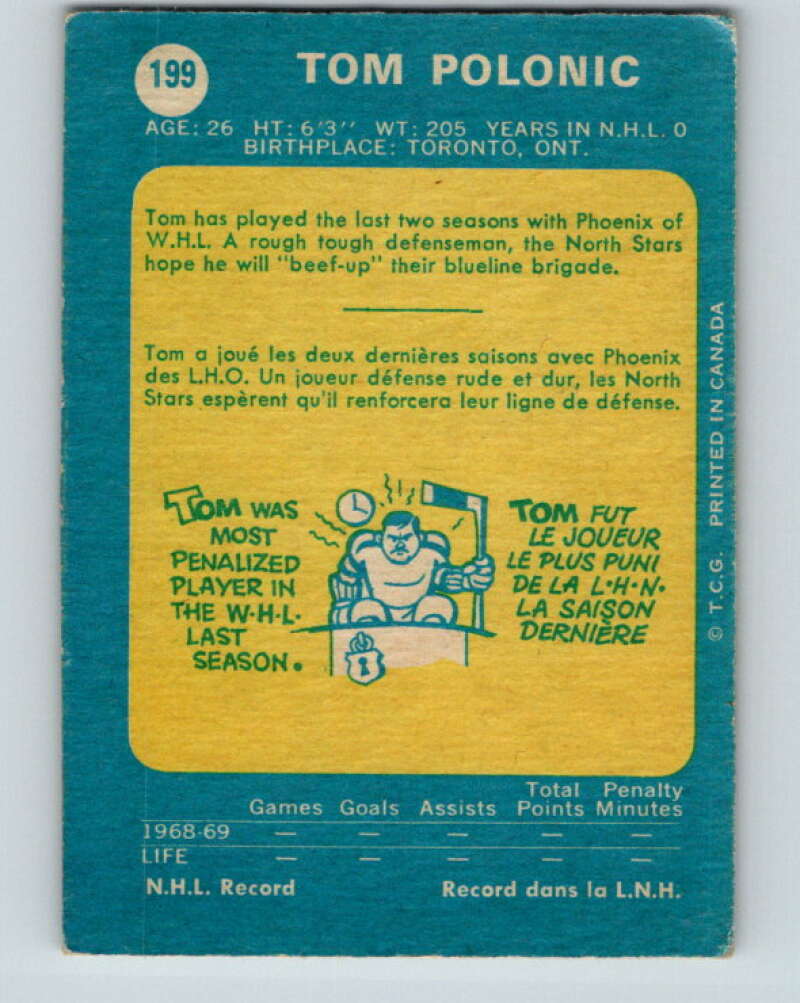 199 TOM POLONIC
AGE: 26 HT: 6'3'' WT: 205 YEARS IN N.H.L. 0
BIRTHPLACE: TORONTO, ONT.
Tom has played the last two seasons with Phoenix of
W.H.L. A rough tough defenseman, the North Stars
hope he will "beef-up" their blueline brigade.
Tom a joué les deux dernières saisons avec Phoenix
des L.H.O. Un joueur défense rude et dur, les North
Stars espèrent qu'il renforcera leur ligne de défense.
TOM WAS
MOST
PENALIZED
PLAYER IN
THE W·H·L·
LAST
SEASON.
TOM FUT
LE JOUEUR
LE PLUS PUNI
DE LA L·H·N·
LA SAISON
DERNIÈRE
© T.C.G. PRINTED IN CANADA
Total Penalty
Games Goals Assists Points Minutes
1968-69 — — — — —
LIFE — — — — —
N.H.L. Record Record dans la L.N.H.